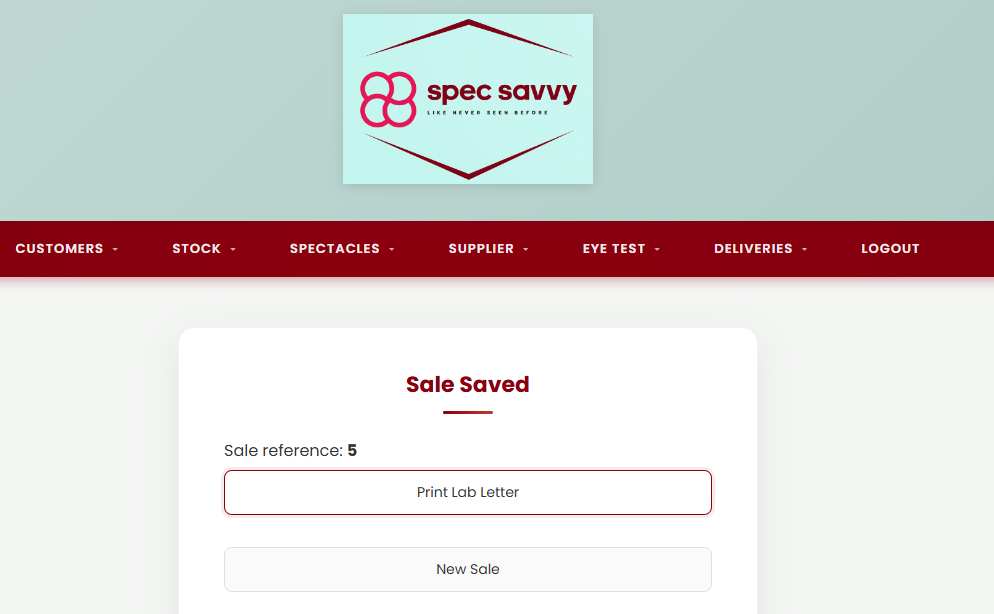 spec savvy
LIKE NEVER SEEN BEFORE
CUSTOMERS STOCK SPECTACLES SUPPLIER EYE TEST DELIVERIES LOGOUT
Sale Saved
Sale reference: 5
Print Lab Letter
New Sale